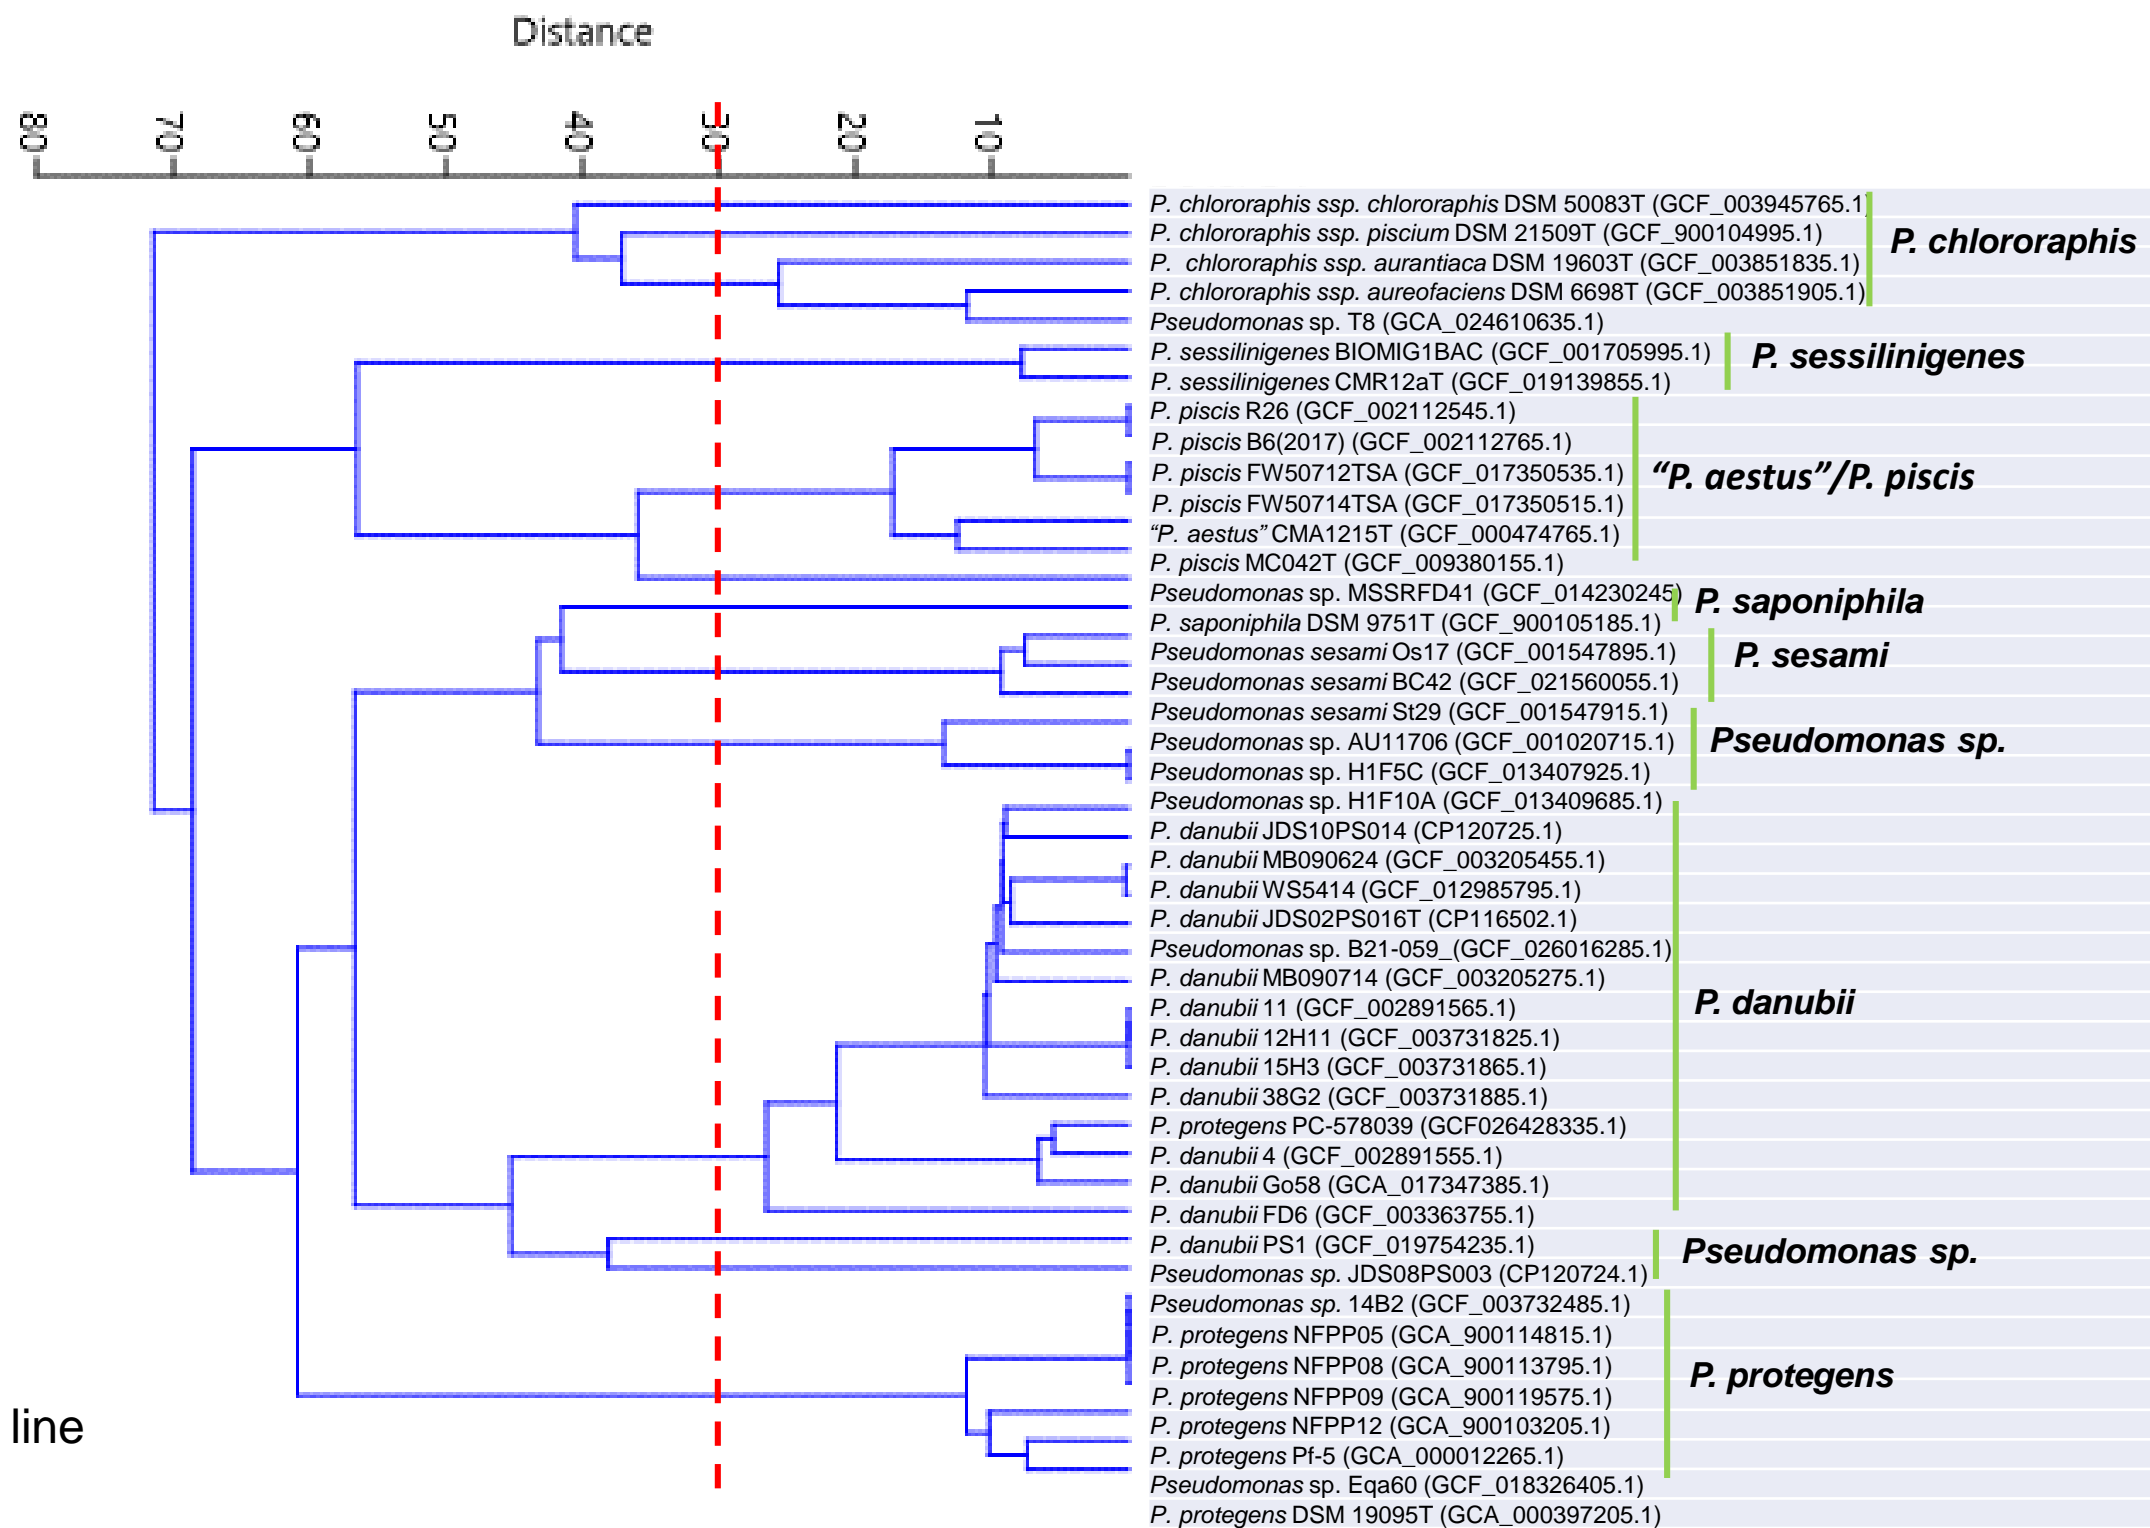 Distance
80 70 60 50 40 30 20 10
P. chlororaphis ssp. chlororaphis DSM 50083T (GCF_003945765.1)
P. chlororaphis ssp. piscium DSM 21509T (GCF_900104995.1)
P. chlororaphis
P. chlororaphis ssp. aurantiaca DSM 19603T (GCF_003851835.1)
P. chlororaphis ssp. aureofaciens DSM 6698T (GCF_003851905.1)
Pseudomonas sp. T8 (GCA_024610635.1)
P. sessilinigenes BIOMIG1BAC (GCF_001705995.1)
P. sessilinigenes
P. sessilinigenes CMR12aT (GCF_019139855.1)
P. piscis R26 (GCF_002112545.1)
P. piscis B6(2017) (GCF_002112765.1)
P. piscis FW50712TSA (GCF_017350535.1)
“P. aestus”/P. piscis
P. piscis FW50714TSA (GCF_017350515.1)
“P. aestus” CMA1215T (GCF_000474765.1)
P. piscis MC042T (GCF_009380155.1)
Pseudomonas sp. MSSRFD41 (GCF_014230245)
P. saponiphila
P. saponiphila DSM 9751T (GCF_900105185.1)
Pseudomonas sesami Os17 (GCF_001547895.1)
P. sesami
Pseudomonas sesami BC42 (GCF_021560055.1)
Pseudomonas sesami St29 (GCF_001547915.1)
Pseudomonas sp. AU11706 (GCF_001020715.1)
Pseudomonas sp.
Pseudomonas sp. H1F5C (GCF_013407925.1)
Pseudomonas sp. H1F10A (GCF_013409685.1)
P. danubii JDS10PS014 (CP120725.1)
P. danubii MB090624 (GCF_003205455.1)
P. danubii WS5414 (GCF_012985795.1)
P. danubii JDS02PS016T (CP116502.1)
Pseudomonas sp. B21-059_(GCF_026016285.1)
P. danubii MB090714 (GCF_003205275.1)
P. danubii 11 (GCF_002891565.1)
P. danubii
P. danubii 12H11 (GCF_003731825.1)
P. danubii 15H3 (GCF_003731865.1)
P. danubii 38G2 (GCF_003731885.1)
P. protegens PC-578039 (GCF026428335.1)
P. danubii 4 (GCF_002891555.1)
P. danubii Go58 (GCA_017347385.1)
P. danubii FD6 (GCF_003363755.1)
P. danubii PS1 (GCF_019754235.1)
Pseudomonas sp.
Pseudomonas sp. JDS08PS003 (CP120724.1)
Pseudomonas sp. 14B2 (GCF_003732485.1)
P. protegens NFPP05 (GCA_900114815.1)
P. protegens NFPP08 (GCA_900113795.1)
P. protegens
P. protegens NFPP09 (GCA_900119575.1)
P. protegens NFPP12 (GCA_900103205.1)
line
P. protegens Pf-5 (GCA_000012265.1)
Pseudomonas sp. Eqa60 (GCF_018326405.1)
P. protegens DSM 19095T (GCA_000397205.1)